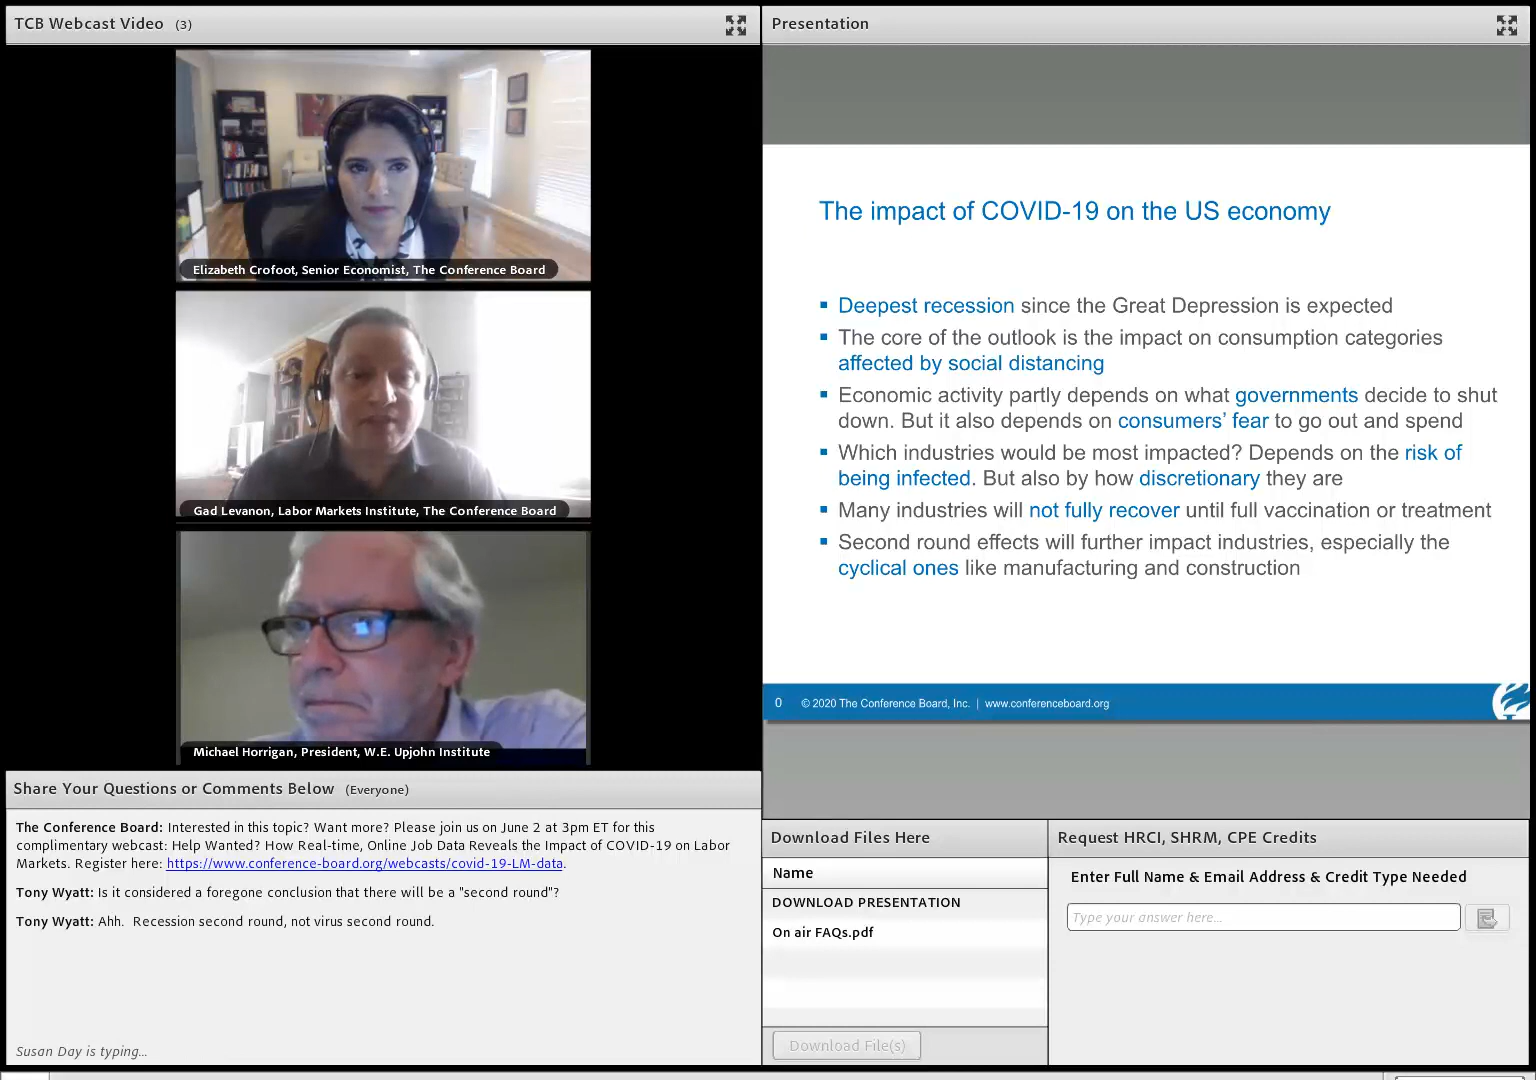 TCB Webcast Video (3)
Elizabeth Crofoot, Senior Economist, The Conference Board
Gad Levanon, Labor Markets Institute, The Conference Board
Michael Horrigan, President, W.E. Upjohn Institute
Share Your Questions or Comments Below (Everyone)
The Conference Board: Interested in this topic? Want more? Please join us on June 2 at 3pm ET for this
complimentary webcast: Help Wanted? How Real-time, Online Job Data Reveals the Impact of COVID-19 on Labor
Markets. Register here: https://www.conference-board.org/webcasts/covid-19-LM-data.
Tony Wyatt: Is it considered a foregone conclusion that there will be a "second round"?
Tony Wyatt: Ahh.  Recession second round, not virus second round.
Susan Day is typing...
Presentation
The impact of COVID-19 on the US economy
▪ Deepest recession since the Great Depression is expected
▪ The core of the outlook is the impact on consumption categories
affected by social distancing
▪ Economic activity partly depends on what governments decide to shut
down. But it also depends on consumers’ fear to go out and spend
▪ Which industries would be most impacted? Depends on the risk of
being infected. But also by how discretionary they are
▪ Many industries will not fully recover until full vaccination or treatment
▪ Second round effects will further impact industries, especially the
cyclical ones like manufacturing and construction
0 © 2020 The Conference Board, Inc. | www.conferenceboard.org
Download Files Here
Name
DOWNLOAD PRESENTATION
On air FAQs.pdf
Download File(s)
Request HRCI, SHRM, CPE Credits
Enter Full Name & Email Address & Credit Type Needed
Type your answer here...